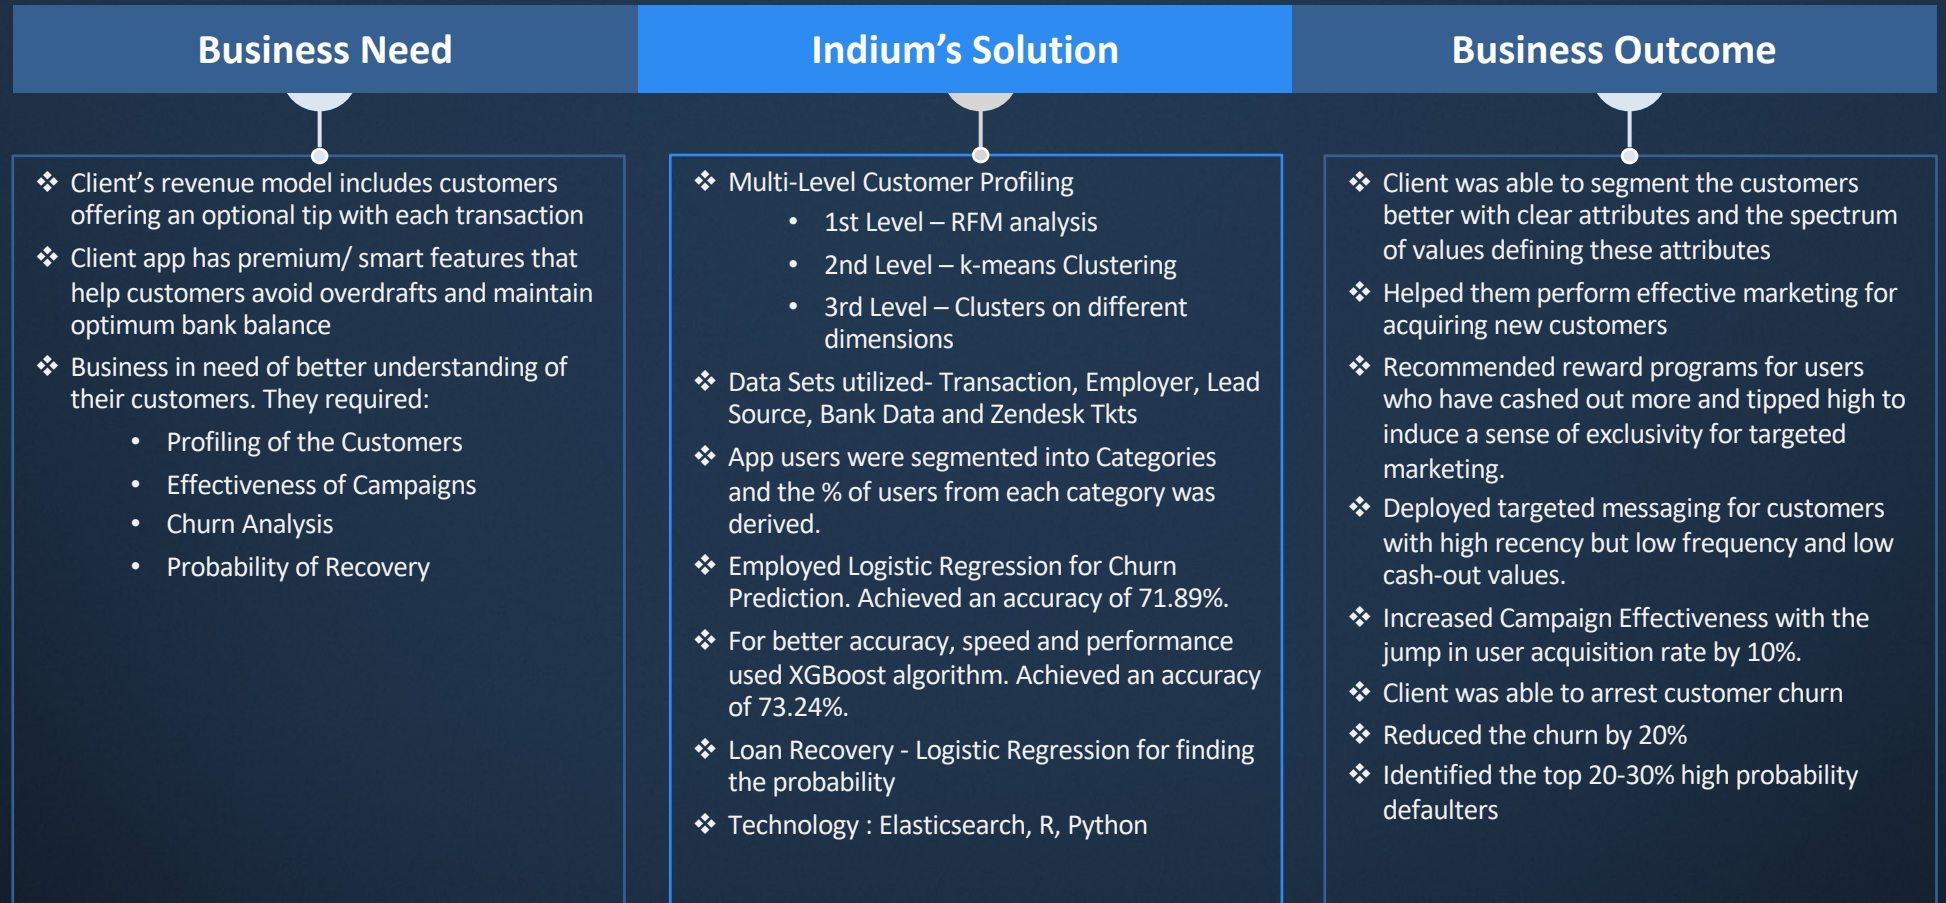 Business Need
Client’s revenue model includes customers
offering an optional tip with each transaction
Client app has premium/ smart features that
help customers avoid overdrafts and maintain
optimum bank balance
Business in need of better understanding of
their customers. They required:
• Profiling of the Customers
• Effectiveness of Campaigns
• Churn Analysis
• Probability of Recovery
Indium’s Solution
Multi-Level Customer Profiling
• 1st Level – RFM analysis
• 2nd Level – k-means Clustering
• 3rd Level – Clusters on different
dimensions
Data Sets utilized- Transaction, Employer, Lead
Source, Bank Data and Zendesk Tkts
App users were segmented into Categories
and the % of users from each category was
derived.
Employed Logistic Regression for Churn
Prediction. Achieved an accuracy of 71.89%.
For better accuracy, speed and performance
used XGBoost algorithm. Achieved an accuracy
of 73.24%.
Loan Recovery - Logistic Regression for finding
the probability
Technology : Elasticsearch, R, Python
Business Outcome
Client was able to segment the customers
better with clear attributes and the spectrum
of values defining these attributes
Helped them perform effective marketing for
acquiring new customers
Recommended reward programs for users
who have cashed out more and tipped high to
induce a sense of exclusivity for targeted
marketing.
Deployed targeted messaging for customers
with high recency but low frequency and low
cash-out values.
Increased Campaign Effectiveness with the
jump in user acquisition rate by 10%.
Client was able to arrest customer churn
Reduced the churn by 20%
Identified the top 20-30% high probability
defaulters